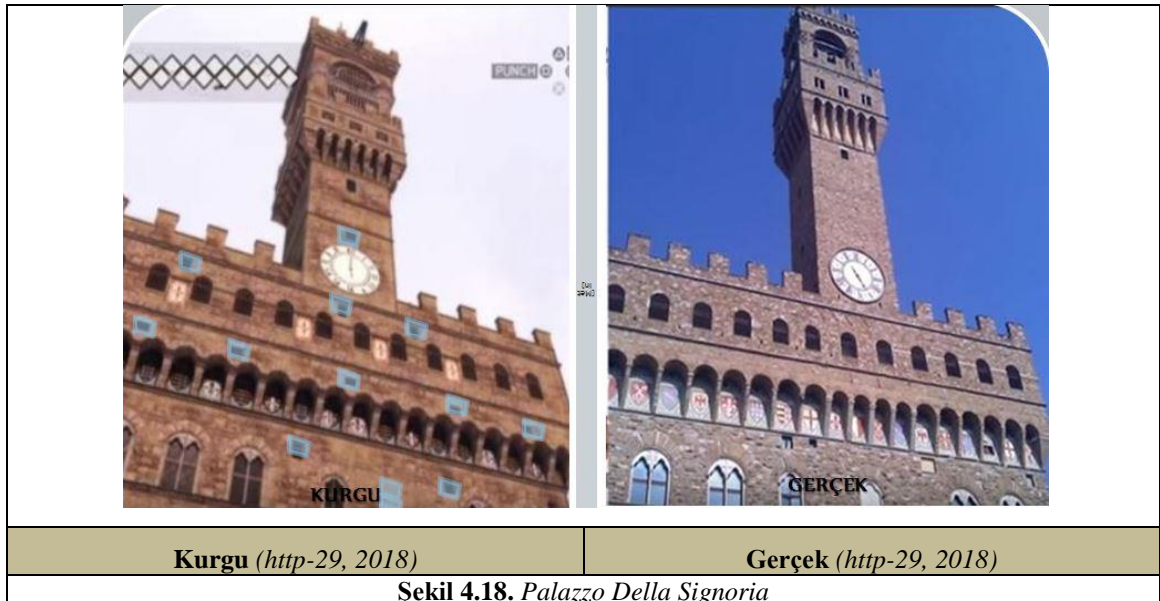 PUNCH
KURGU
GERÇEK
Kurgu (http-29, 2018)
Gerçek (http-29, 2018)
Şekil 4.18. Palazzo Della Signoria